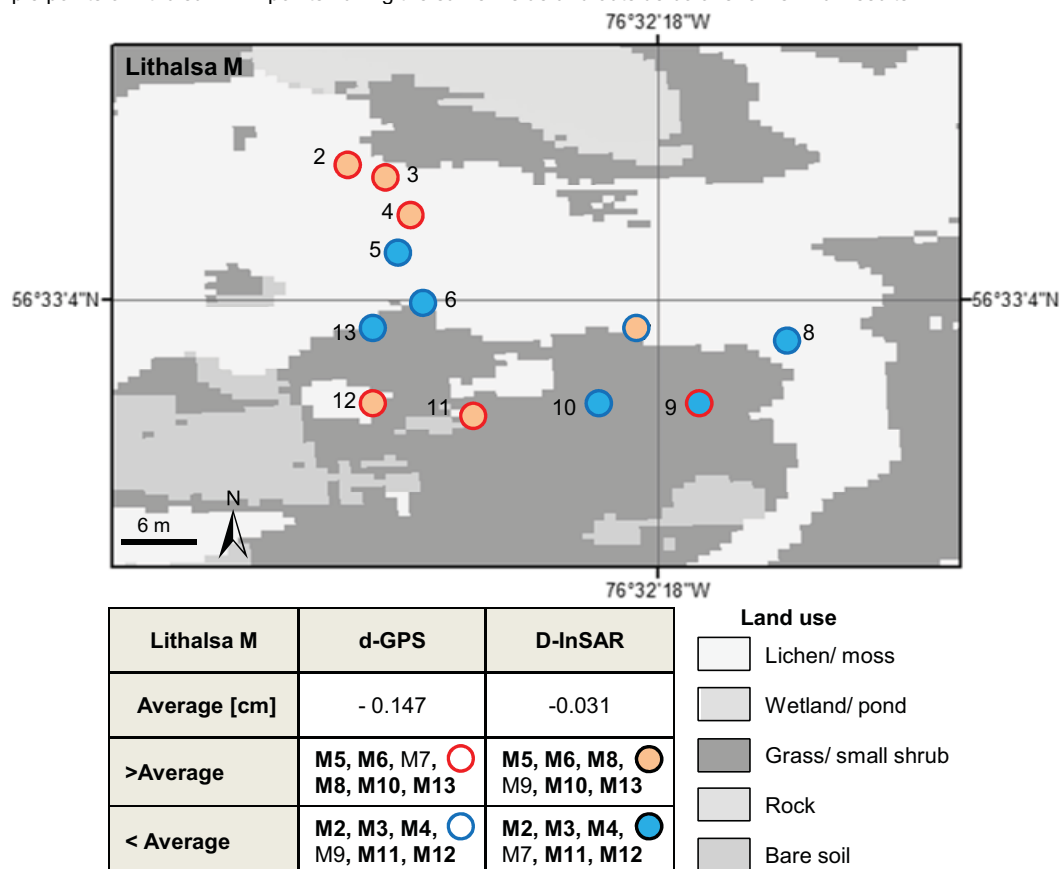 76°32'18"W
Lithalsa M
2
3
4
5
56°33'4"N
6
56°33'4"N
13
8
12
11
10
9
N
6 m
76°32'18"W
Lithalsa M d-GPS D-InSAR
Average [cm] - 0.147 -0.031
>Average M5, M6, M7, M8, M10, M13 M5, M6, M8, M9, M10, M13
< Average M2, M3, M4, M9, M11, M12 M2, M3, M4, M7, M11, M12
Land use
Lichen/ moss
Wetland/ pond
Grass/ small shrub
Rock
Bare soil